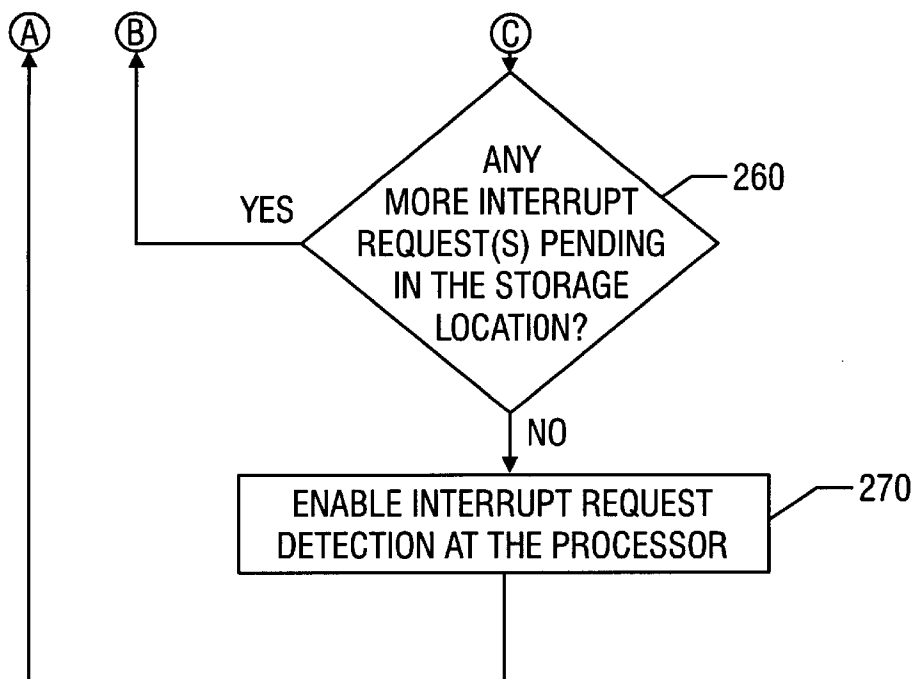 A
B
C
ANY
MORE INTERRUPT
REQUEST(S) PENDING
IN THE STORAGE
LOCATION?
260
YES
NO
ENABLE INTERRUPT REQUEST
DETECTION AT THE PROCESSOR
270